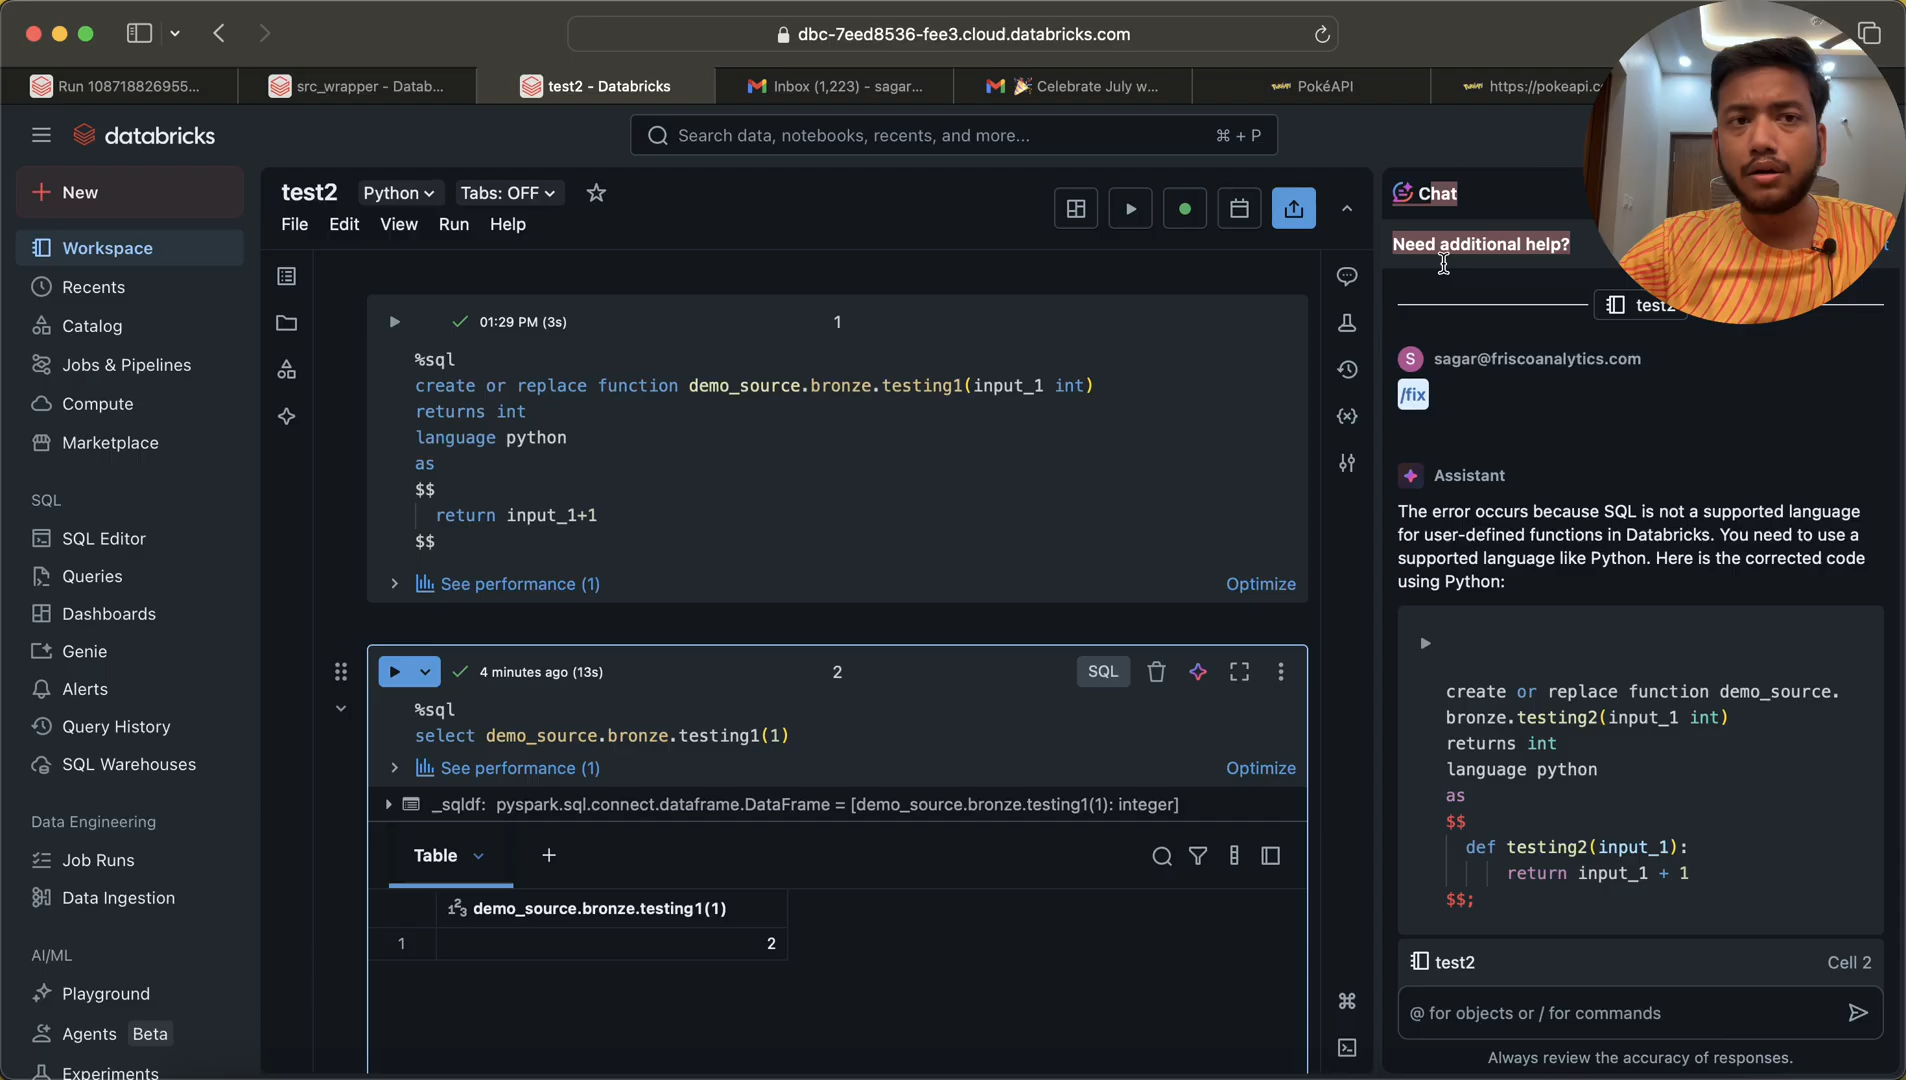 dbc-7eed8536-fee3.cloud.databricks.com
Run 108718826955...
src_wrapper - Datab...
test2 - Databricks
Inbox (1,223) - sagar...
🎉 Celebrate July w...
PokéAPI
https://pokeapi.c
databricks
Search data, notebooks, recents, and more...
⌘ + P
New
Workspace
Recents
Catalog
Jobs & Pipelines
Compute
Marketplace
SQL
SQL Editor
Queries
Dashboards
Genie
Alerts
Query History
SQL Warehouses
Data Engineering
Job Runs
Data Ingestion
AI/ML
Playground
Agents Beta
Experiments
test2 Python Tabs: OFF
File Edit View Run Help
01:29 PM (3s)
1
%sql
create or replace function demo_source.bronze.testing1(input_1 int)
returns int
language python
as
$$
return input_1+1
$$
See performance (1)
Optimize
4 minutes ago (13s)
2
SQL
%sql
select demo_source.bronze.testing1(1)
See performance (1)
Optimize
_sqldf: pyspark.sql.connect.dataframe.DataFrame = [demo_source.bronze.testing1(1): integer]
Table +
demo_source.bronze.testing1(1)
1 2
Chat
Need additional help?
test2
S sagar@friscoanalytics.com
/fix
Assistant
The error occurs because SQL is not a supported language
for user-defined functions in Databricks. You need to use a
supported language like Python. Here is the corrected code
using Python:
create or replace function demo_source.
bronze.testing2(input_1 int)
returns int
language python
as
$$
def testing2(input_1):
return input_1 + 1
$$;
test2 Cell 2
@ for objects or / for commands
Always review the accuracy of responses.